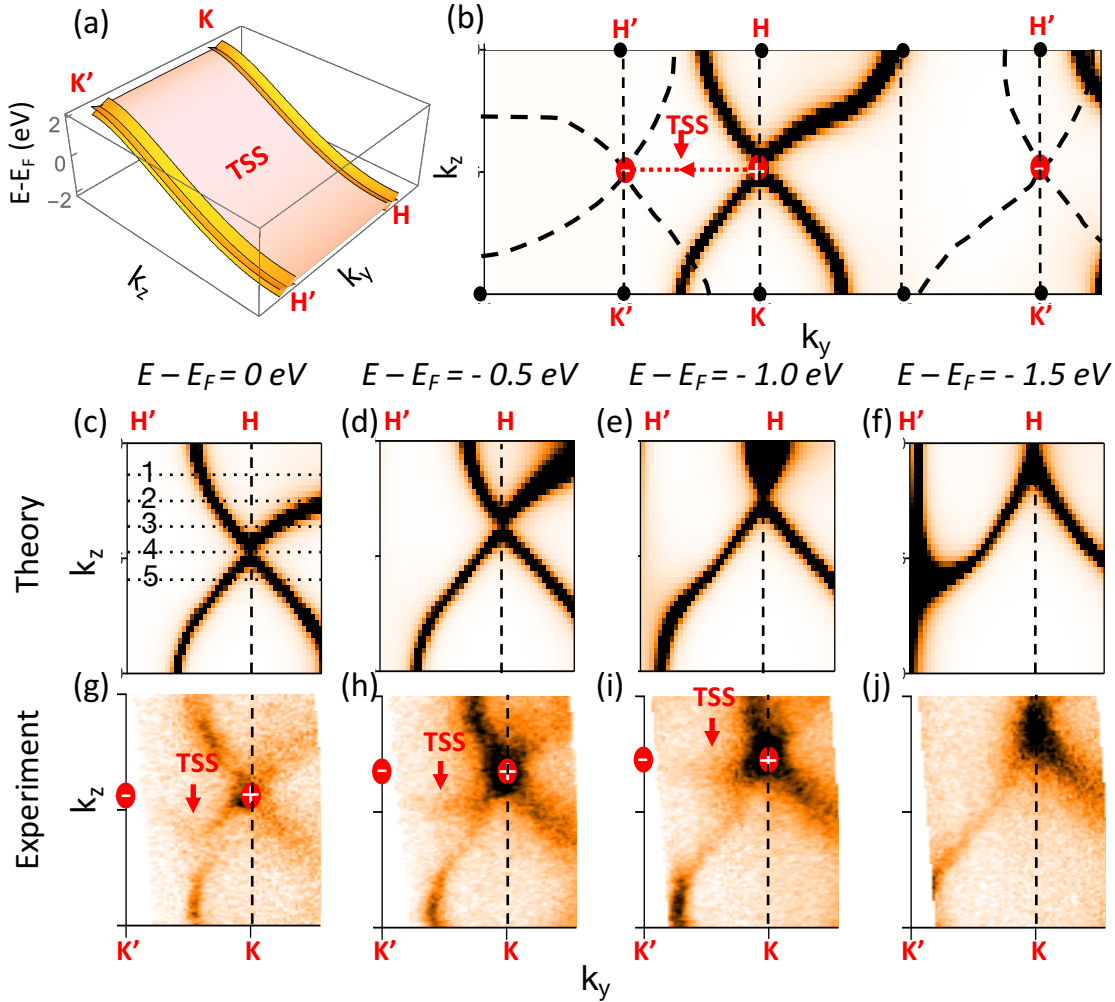 (a)
K
K'
E-E_F (eV)
2
0
−2
TSS
H
H'
k_z
k_y
(b)
H'
H
k_z
TSS
+
-
-
K'
K
K'
k_y
E – E_F = 0 eV
E – E_F = - 0.5 eV
E – E_F = - 1.0 eV
E – E_F = - 1.5 eV
(c) H' H
(d) H' H
(e) H' H
(f) H' H
Theory
k_z
1
2
3
4
5
(g)
(h)
(i)
(j)
Experiment
k_z
TSS
- +
TSS
- +
TSS
- +
K' K
K' K
K' K
K' K
k_y